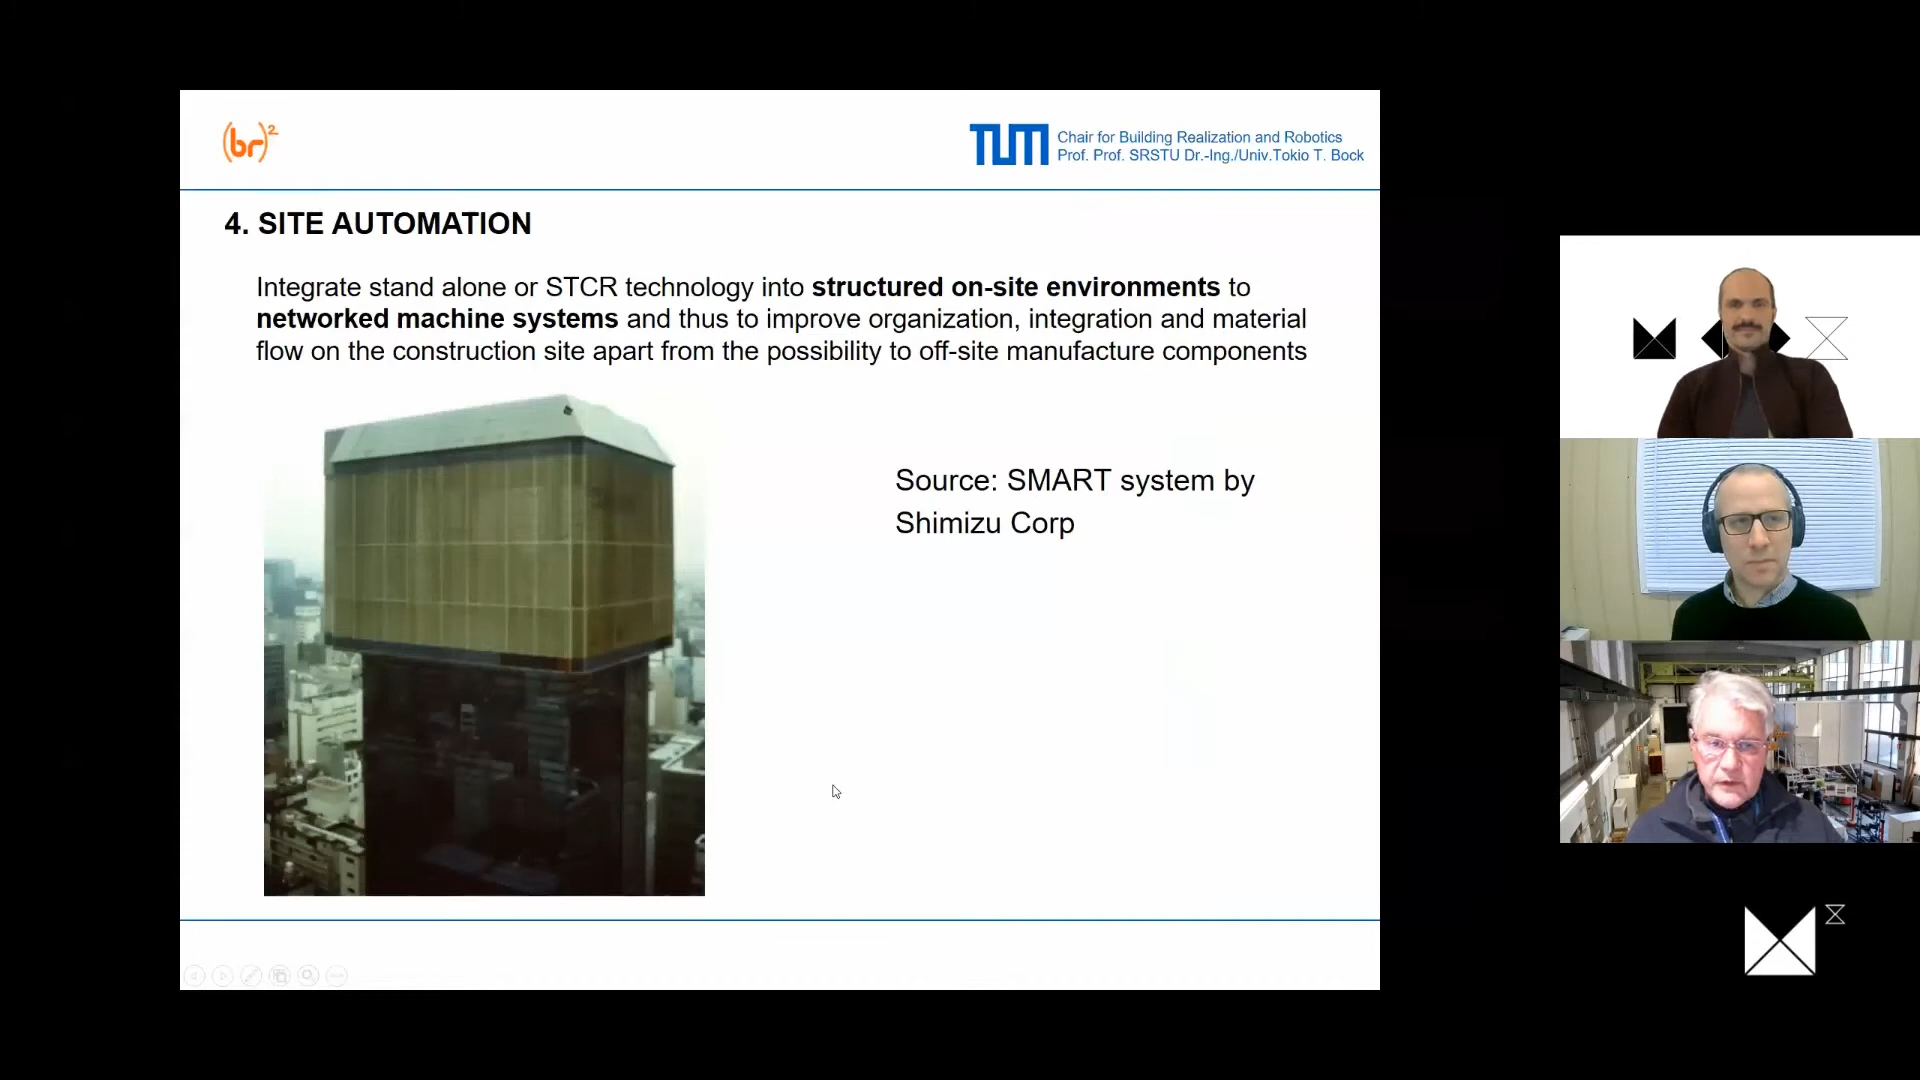 (br)²
TUM
Chair for Building Realization and Robotics
Prof. Prof. SRSTU Dr.-Ing./Univ.Tokio T. Bock
4. SITE AUTOMATION
Integrate stand alone or STCR technology into structured on-site environments to
networked machine systems and thus to improve organization, integration and material
flow on the construction site apart from the possibility to off-site manufacture components
Source: SMART system by
Shimizu Corp